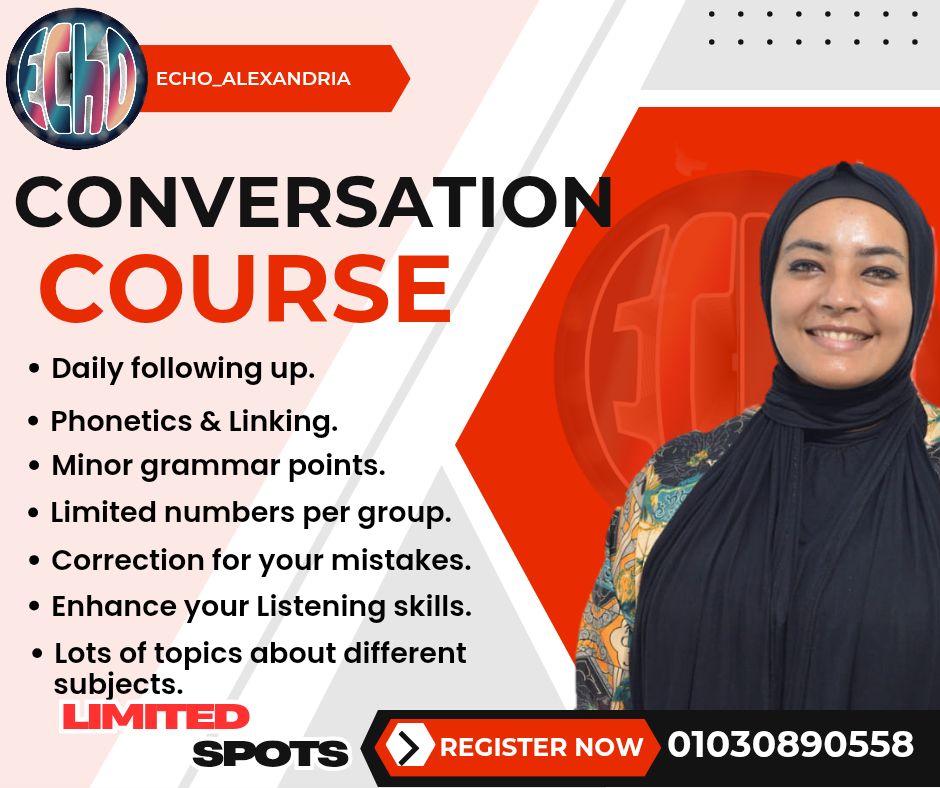 ECHO
ECHO_ALEXANDRIA
CONVERSATION
COURSE
• Daily following up.
• Phonetics & Linking.
• Minor grammar points.
• Limited numbers per group.
• Correction for your mistakes.
• Enhance your Listening skills.
• Lots of topics about different
subjects.
LIMITED
SPOTS
REGISTER NOW
01030890558